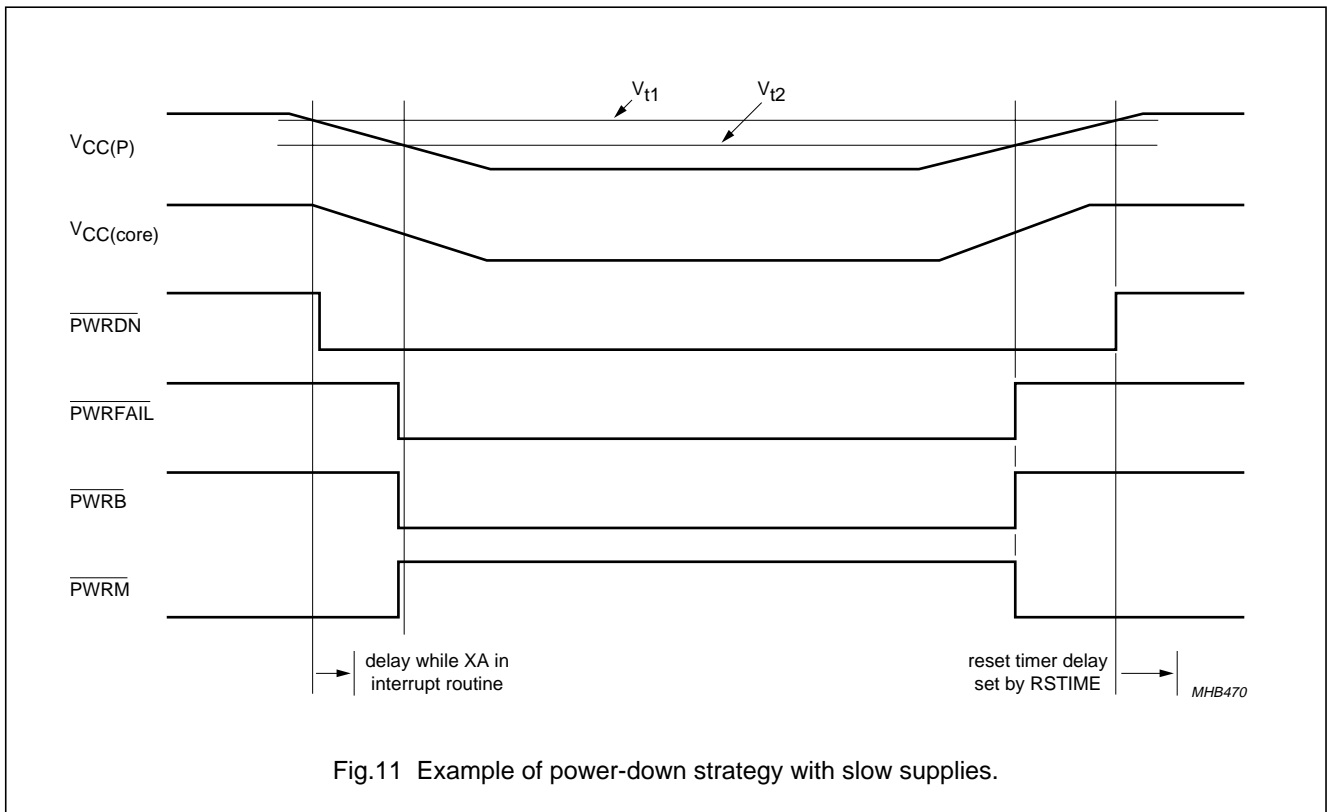 Vt1
Vt2
VCC(P)
VCC(core)
PWRDN
PWRFAIL
PWRB
PWRM
delay while XA in
interrupt routine
reset timer delay
set by RSTIME
MHB470
Fig.11 Example of power-down strategy with slow supplies.